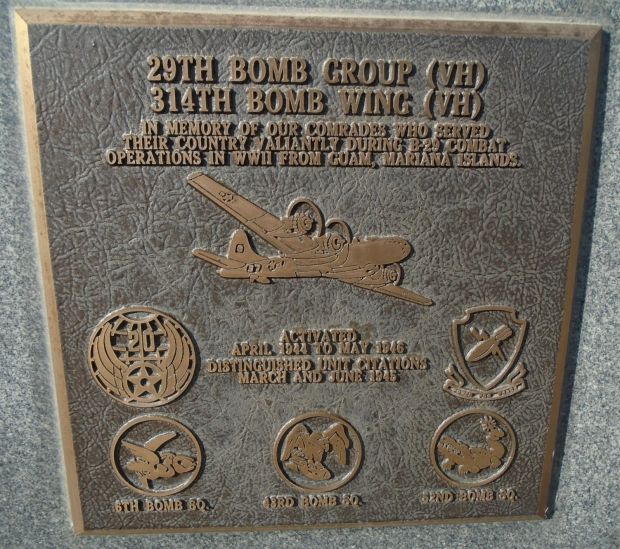 29TH BOMB GROUP (VH)
314TH BOMB WING (VH)
IN MEMORY OF OUR COMRADES WHO SERVED
THEIR COUNTRY VALIANTLY DURING B-29 COMBAT
OPERATIONS IN WWII FROM GUAM, MARIANA ISLANDS.
20
ACTIVATED
APRIL 1944 TO MAY 1946
DISTINGUISHED UNIT CITATIONS
MARCH AND JUNE 1945
6TH BOMB SQ.
43RD BOMB SQ.
52ND BOMB SQ.